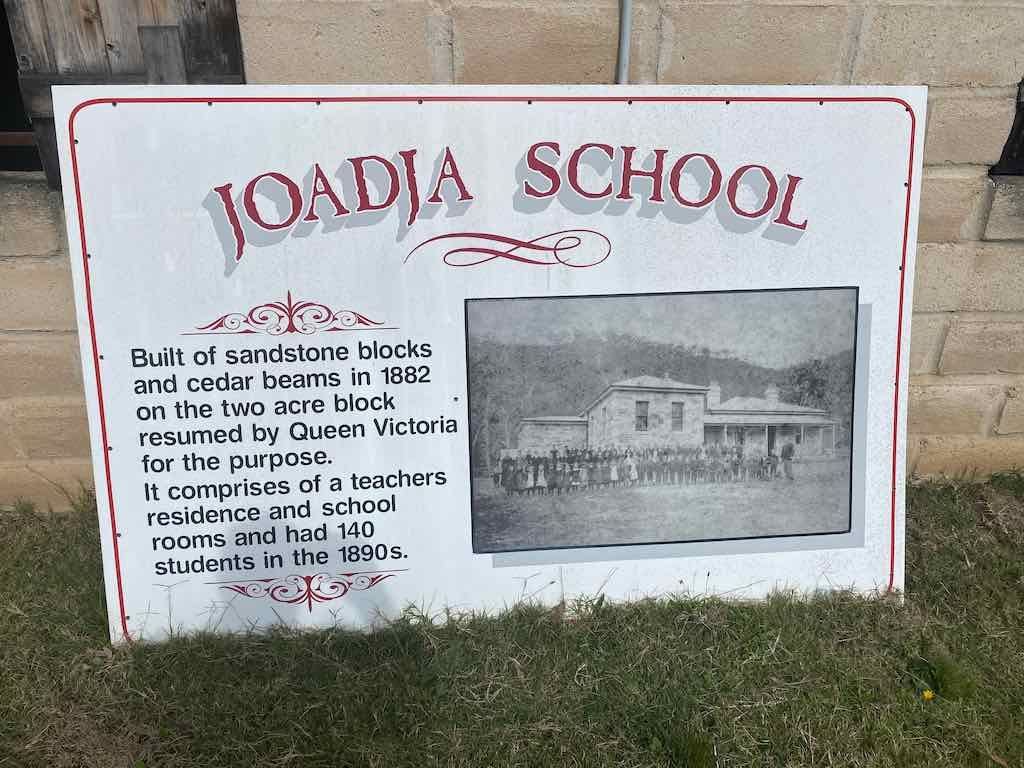 JOADJA SCHOOL
Built of sandstone blocks
and cedar beams in 1882
on the two acre block
resumed by Queen Victoria
for the purpose.
It comprises of a teachers
residence and school
rooms and had 140
students in the 1890s.